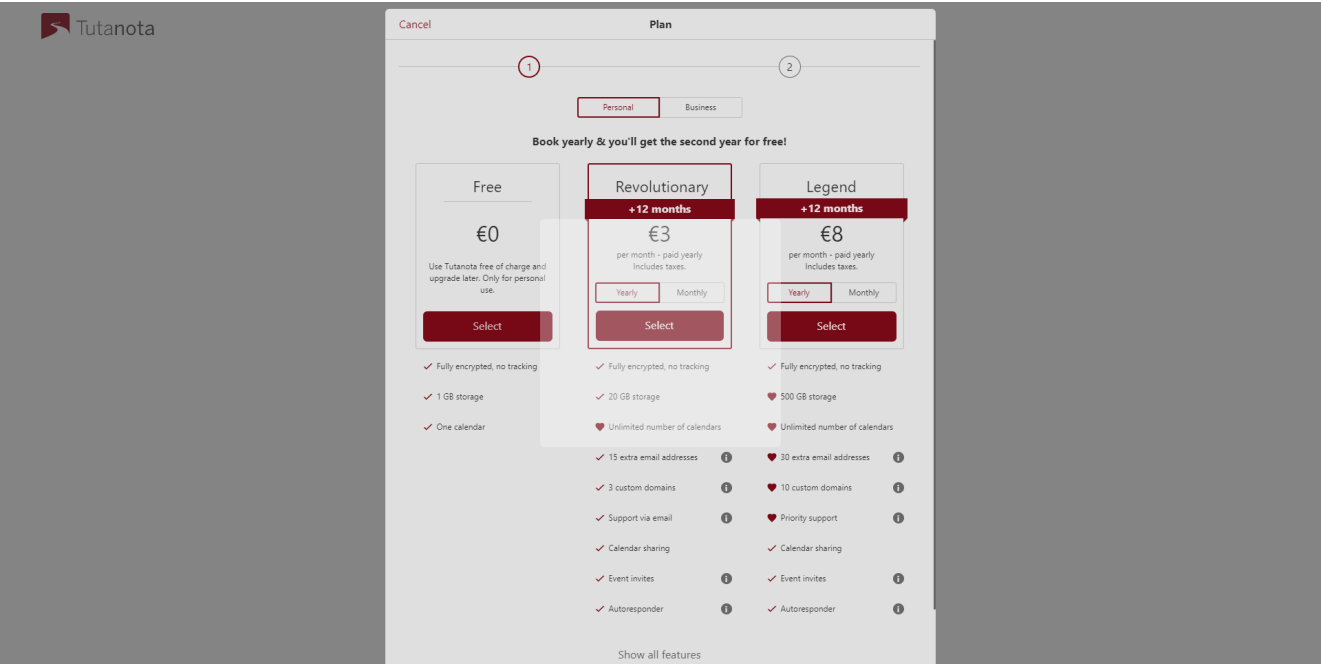 Tutanota
Cancel
Plan
1
2
Personal
Business
Book yearly & you'll get the second year for free!
Free
€0
Use Tutanota free of charge and
upgrade later. Only for personal
use.
Select
Fully encrypted, no tracking
1 GB storage
One calendar
Revolutionary
+12 months
€3
per month - paid yearly
Includes taxes.
Yearly
Monthly
Select
Fully encrypted, no tracking
20 GB storage
Unlimited number of calendars
15 extra email addresses
3 custom domains
Support via email
Calendar sharing
Event invites
Autoresponder
Legend
+12 months
€8
per month - paid yearly
Includes taxes.
Yearly
Monthly
Select
Fully encrypted, no tracking
500 GB storage
Unlimited number of calendars
30 extra email addresses
10 custom domains
Priority support
Calendar sharing
Event invites
Autoresponder
Show all features